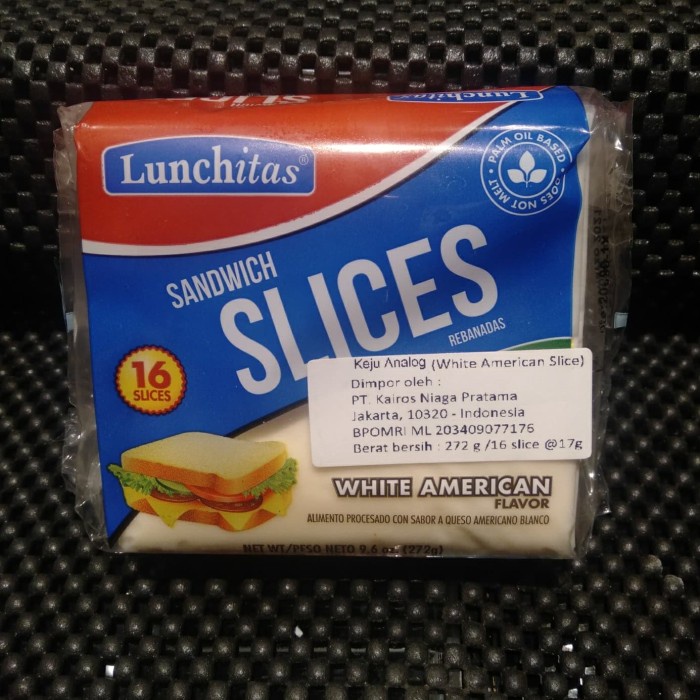 Lunchitas®
PALM OIL BASED
DOES NOT MELT
SANDWICH
SLICES
REBANADAS
16
SLICES
Keju Analog (White American Slice)
Dimpor oleh :
PT. Kairos Niaga Pratama
Jakarta, 10320 - Indonesia
BPOMRI ML 203409077176
Berat bersih : 272 g /16 slice @17g
WHITE AMERICAN
FLAVOR
ALIMENTO PROCESADO CON SABOR A QUESO AMERICANO BLANCO
NET WT/PESO NETO 9.6 oz (272g)